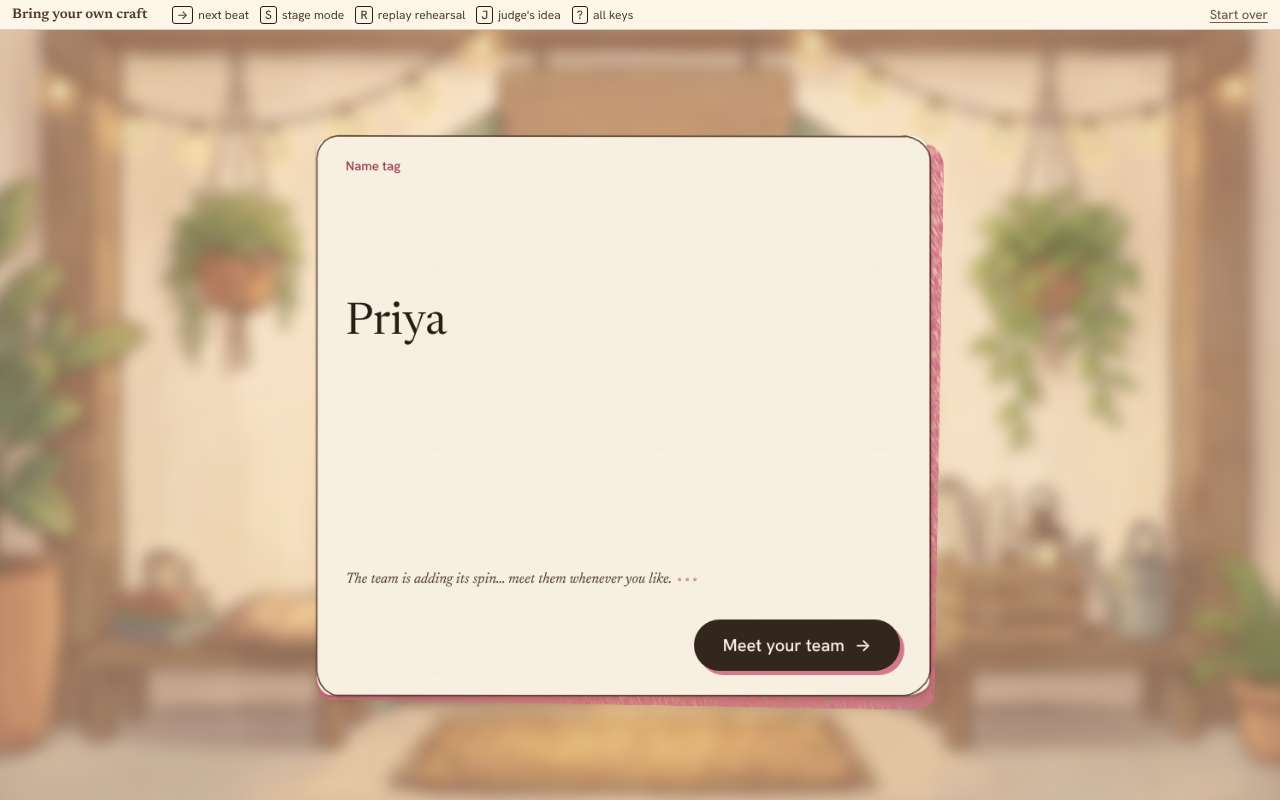 Bring your own craft → next beat S stage mode R replay rehearsal J judge's idea ? all keys Start over
Name tag
Priya
The team is adding its spin... meet them whenever you like.
Meet your team →